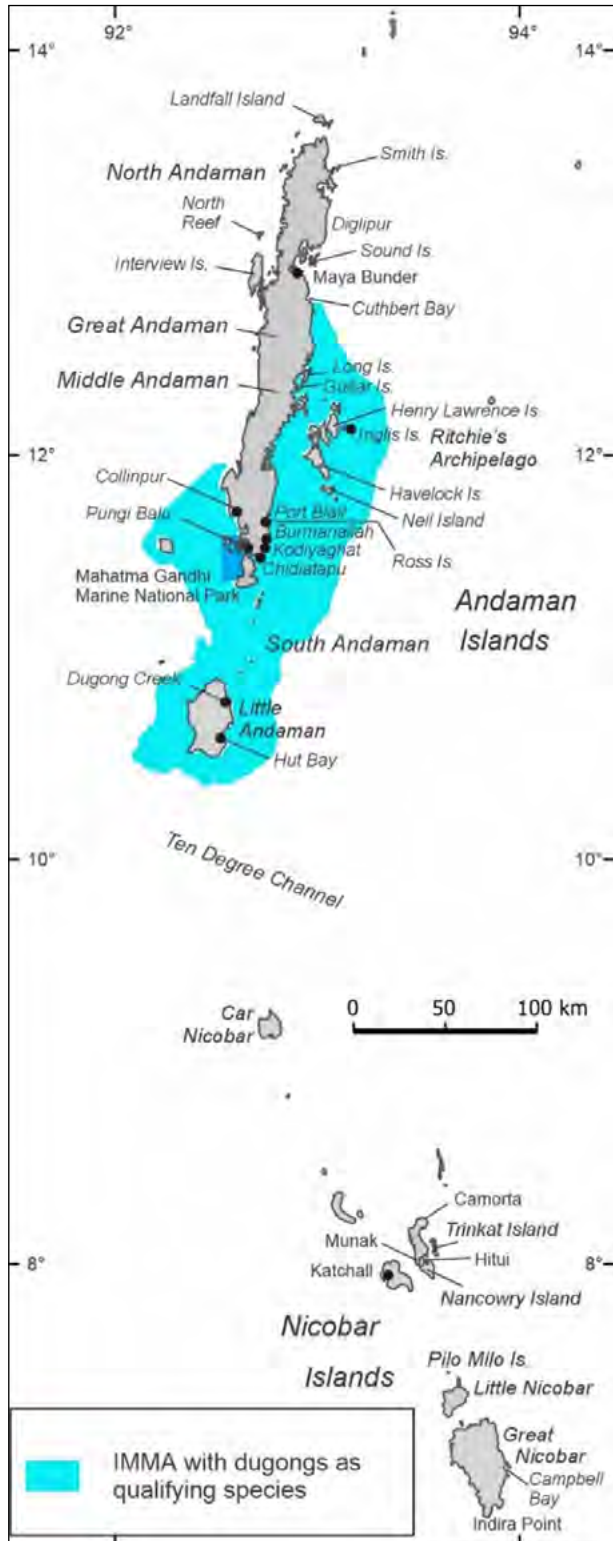 92°
94°
14°
14°
Landfall Island
Smith Is.
North Andaman
North
Reef
Diglipur
Sound Is.
Interview Is.
Maya Bunder
Cuthbert Bay
Great Andaman
Long Is.
Middle Andaman
Guitar Is.
Henry Lawrence Is.
12°
12°
Inglis Is.
Ritchie's
Archipelago
Collinpur
Havelock Is.
Port Blair
Neil Island
Pungi Balu
Burmanallah
Kodiyaghat
Ross Is.
Chidiatapu
Mahatma Gandhi
Marine National Park
Andaman
Islands
South Andaman
Dugong Creek
Little
Andaman
Hut Bay
Ten Degree Channel
10°
10°
Car
Nicobar
0
50
100 km
Camorta
Trinkat Island
Munak
Hitui
Katchall
8°
8°
Nancowry Island
Nicobar
Islands
Pilo Milo Is.
Little Nicobar
Great
Nicobar
Campbell
Bay
Indira Point
IMMA with dugongs as
qualifying species